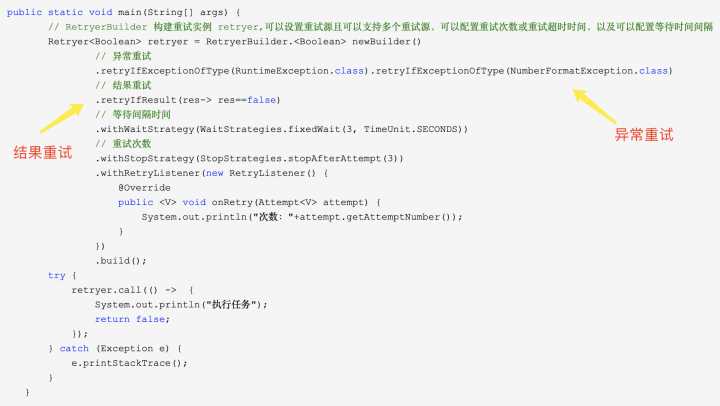 public static void main(String[] args) {
// RetryerBuilder 构建重试实例 retryer,可以设置重试源且可以支持多个重试源，可以配置重试次数或重试超时时间，以及可以配置等待时间间隔
Retryer<Boolean> retryer = RetryerBuilder.<Boolean> newBuilder()
// 异常重试
.retryIfExceptionOfType(RuntimeException.class).retryIfExceptionOfType(NumberFormatException.class)
// 结果重试
.retryIfResult(res-> res==false)
// 等待间隔时间
.withWaitStrategy(WaitStrategies.fixedWait(3, TimeUnit.SECONDS))
异常重试
// 重试次数
结果重试
.withStopStrategy(StopStrategies.stopAfterAttempt(3))
.withRetryListener(new RetryListener() {
@Override
public <V> void onRetry(Attempt<V> attempt) {
System.out.println("次数："+attempt.getAttemptNumber());
}
})
.build();
try {
retryer.call(() -> {
System.out.println("执行任务");
return false;
});
} catch (Exception e) {
e.printStackTrace();
}
}